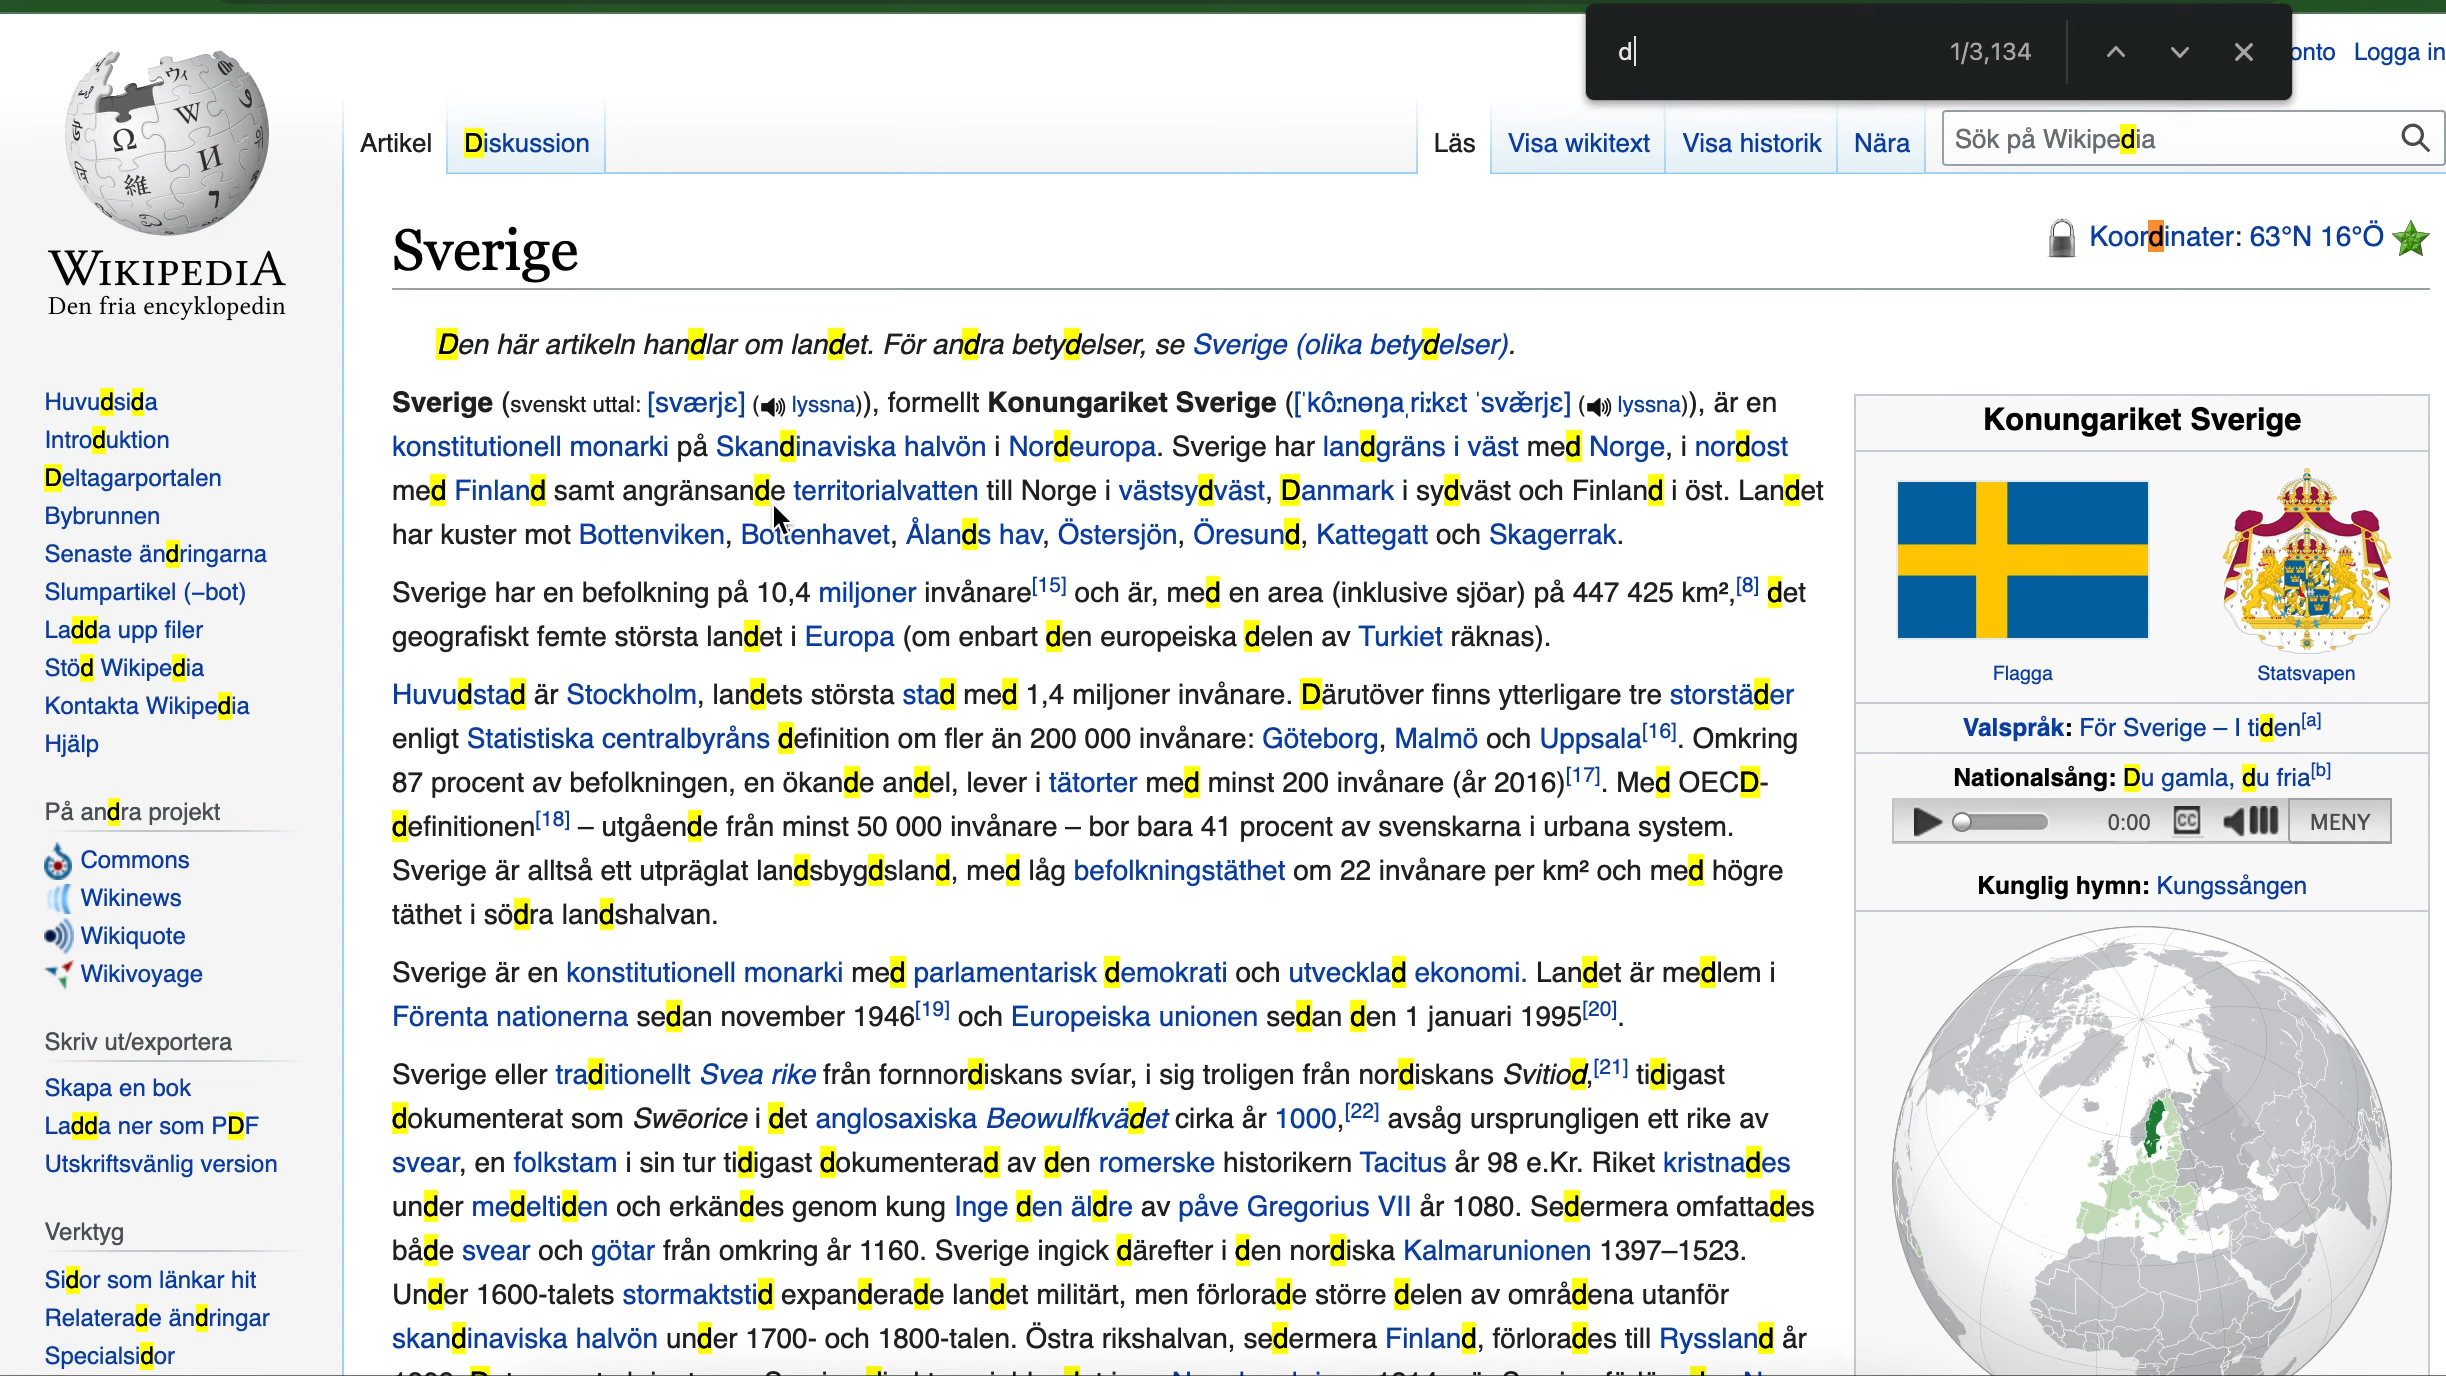 d
1/3,134
onto Logga in
Artikel Diskussion
Läs Visa wikitext Visa historik Nära
Sök på Wikipedia
WIKIPEDIA
Den fria encyklopedin
Huvudsida
Introduktion
Deltagarportalen
Bybrunnen
Senaste ändringarna
Slumpartikel (–bot)
Ladda upp filer
Stöd Wikipedia
Kontakta Wikipedia
Hjälp
På andra projekt
Commons
Wikinews
Wikiquote
Wikivoyage
Skriv ut/exportera
Skapa en bok
Ladda ner som PDF
Utskriftsvänlig version
Verktyg
Sidor som länkar hit
Relaterade ändringar
Specialsidor
Sverige
Koordinater: 63°N 16°Ö
Den här artikeln handlar om landet. För andra betydelser, se Sverige (olika betydelser).
Sverige (svenskt uttal: [sværjɛ] (lyssna)), formellt Konungariket Sverige ([ˈkôːnɵŋaˌriːkɛt ˈsvæ̌rjɛ] (lyssna)), är en
konstitutionell monarki på Skandinaviska halvön i Nordeuropa. Sverige har landgräns i väst med Norge, i nordost
med Finland samt angränsande territorialvatten till Norge i västsydväst, Danmark i sydväst och Finland i öst. Landet
har kuster mot Bottenviken, Bottenhavet, Ålands hav, Östersjön, Öresund, Kattegatt och Skagerrak.
Sverige har en befolkning på 10,4 miljoner invånare[15] och är, med en area (inklusive sjöar) på 447 425 km²,[8] det
geografiskt femte största landet i Europa (om enbart den europeiska delen av Turkiet räknas).
Huvudstad är Stockholm, landets största stad med 1,4 miljoner invånare. Därutöver finns ytterligare tre storstäder
enligt Statistiska centralbyråns definition om fler än 200 000 invånare: Göteborg, Malmö och Uppsala[16]. Omkring
87 procent av befolkningen, en ökande andel, lever i tätorter med minst 200 invånare (år 2016)[17]. Med OECD-
definitionen[18] – utgående från minst 50 000 invånare – bor bara 41 procent av svenskarna i urbana system.
Sverige är alltså ett utpräglat landsbygdsland, med låg befolkningstäthet om 22 invånare per km² och med högre
täthet i södra landshalvan.
Sverige är en konstitutionell monarki med parlamentarisk demokrati och utvecklad ekonomi. Landet är medlem i
Förenta nationerna sedan november 1946[19] och Europeiska unionen sedan den 1 januari 1995[20].
Sverige eller traditionellt Svea rike från fornnordiskans svíar, i sig troligen från nordiskans Svitiod,[21] tidigast
dokumenterat som Swēorice i det anglosaxiska Beowulfkvädet cirka år 1000,[22] avsåg ursprungligen ett rike av
svear, en folkstam i sin tur tidigast dokumenterad av den romerske historikern Tacitus år 98 e.Kr. Riket kristnades
under medeltiden och erkändes genom kung Inge den äldre av påve Gregorius VII år 1080. Sedermera omfattades
både svear och götar från omkring år 1160. Sverige ingick därefter i den nordiska Kalmarunionen 1397–1523.
Under 1600-talets stormaktstid expanderade landet militärt, men förlorade större delen av områdena utanför
skandinaviska halvön under 1700- och 1800-talen. Östra rikshalvan, sedermera Finland, förlorades till Ryssland år
Konungariket Sverige
Flagga Statsvapen
Valspråk: För Sverige – I tiden[a]
Nationalsång: Du gamla, du fria[b]
0:00 CC MENY
Kunglig hymn: Kungssången